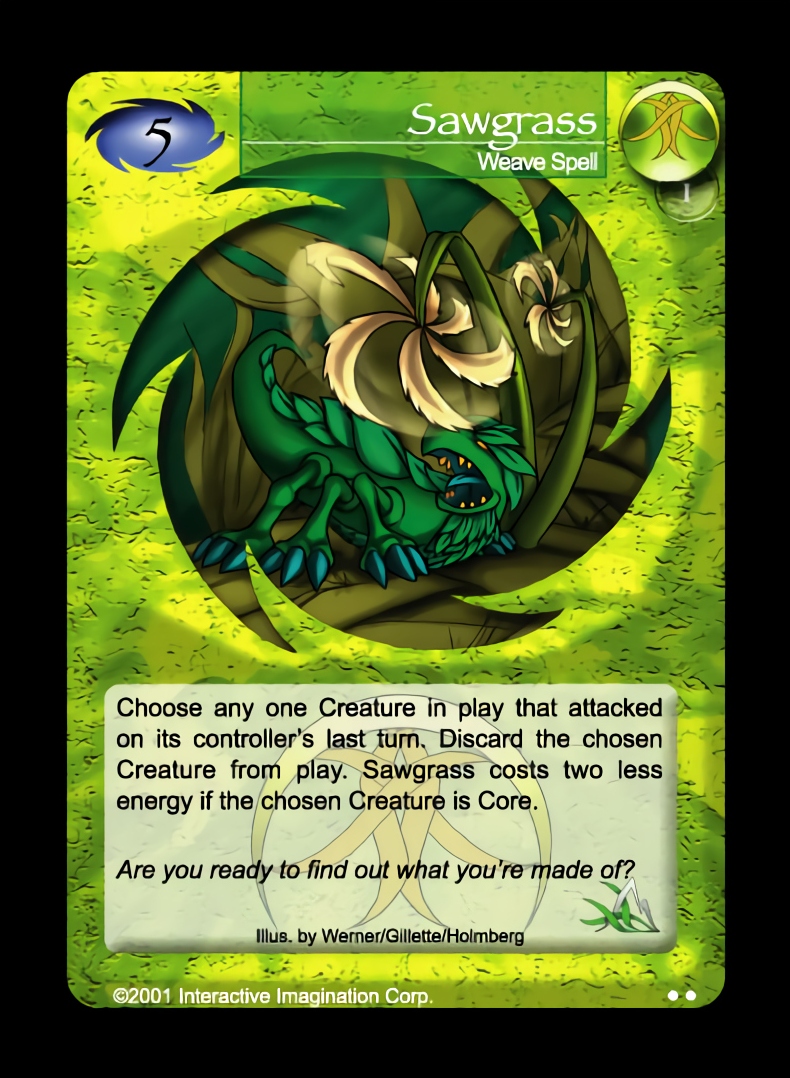 5
Sawgrass
Weave Spell
I
Choose any one Creature in play that attacked
on its controller's last turn. Discard the chosen
Creature from play. Sawgrass costs two less
energy if the chosen Creature is Core.
Are you ready to find out what you're made of?
Illus. by Werner/Gillette/Holmberg
©2001 Interactive Imagination Corp.